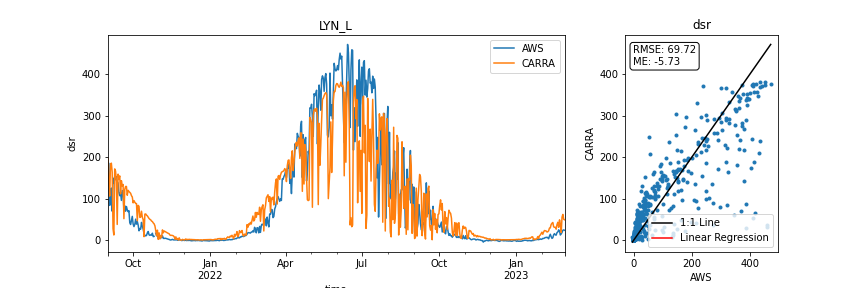 LYN_L
dsr
AWS
CARRA
400
300
200
100
0
Oct
Jan
2022
Apr
Jul
Oct
Jan
2023
dsr
dsr
RMSE: 69.72
ME: -5.73
CARRA
400
300
200
100
0
1:1 Line
Linear Regression
0
200
400
AWS